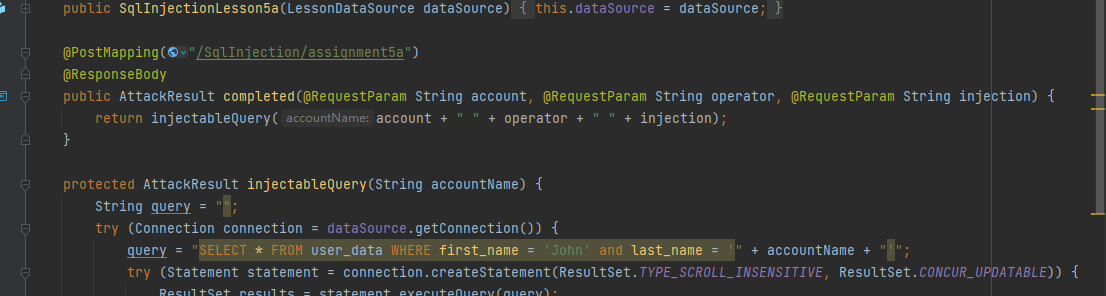 public SqlInjectionLesson5a(LessonDataSource dataSource) { this.dataSource = dataSource; }
@PostMapping("/SqlInjection/assignment5a")
@ResponseBody
public AttackResult completed(@RequestParam String account, @RequestParam String operator, @RequestParam String injection) {
return injectableQuery( accountName: account + " " + operator + " " + injection);
}
protected AttackResult injectableQuery(String accountName) {
String query = "";
try (Connection connection = dataSource.getConnection()) {
query = "SELECT * FROM user_data WHERE first_name = 'John' and last_name = '" + accountName + "'";
try (Statement statement = connection.createStatement(ResultSet.TYPE_SCROLL_INSENSITIVE, ResultSet.CONCUR_UPDATABLE)) {
ResultSet results = statement.executeQuery(query);